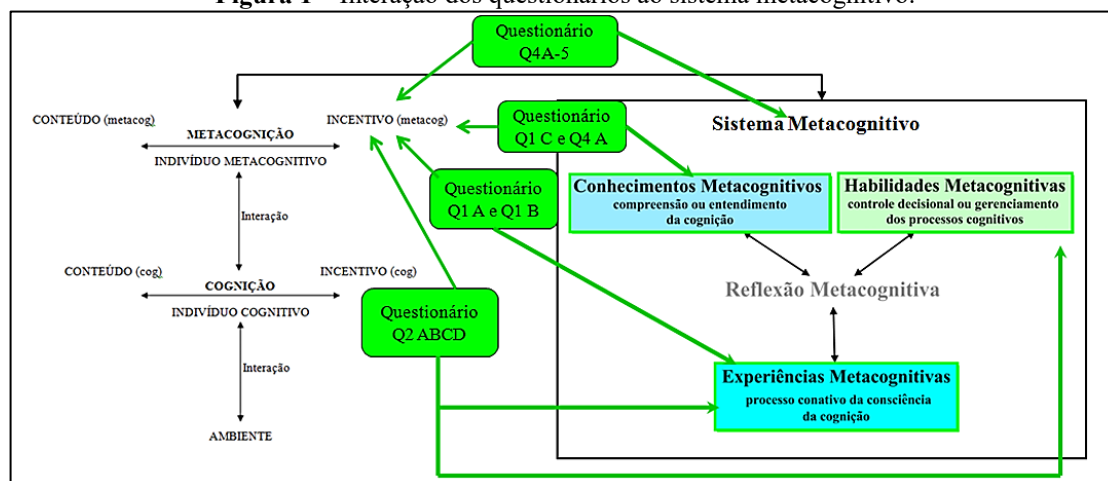 Figura 1 – Interação dos questionários ao sistema metacognitivo.
Questionário
Q4A-5
CONTEÚDO (metacog)
INCENTIVO (metacog)
METACOGNIÇÃO
INDIVÍDUO METACOGNITIVO
Questionário
Q1 C e Q4 A
Sistema Metacognitivo
Questionário
Q1 A e Q1 B
Conhecimentos Metacognitivos
compreensão ou entendimento
da cognição
Habilidades Metacognitivas
controle decisional ou gerenciamento
dos processos cognitivos
Interação
CONTEÚDO (cog)
INCENTIVO (cog)
COGNIÇÃO
INDIVÍDUO COGNITIVO
Questionário
Q2 ABCD
Reflexão Metacognitiva
Interação
Experiências Metacognitivas
processo conativo da consciência
da cognição
AMBIENTE